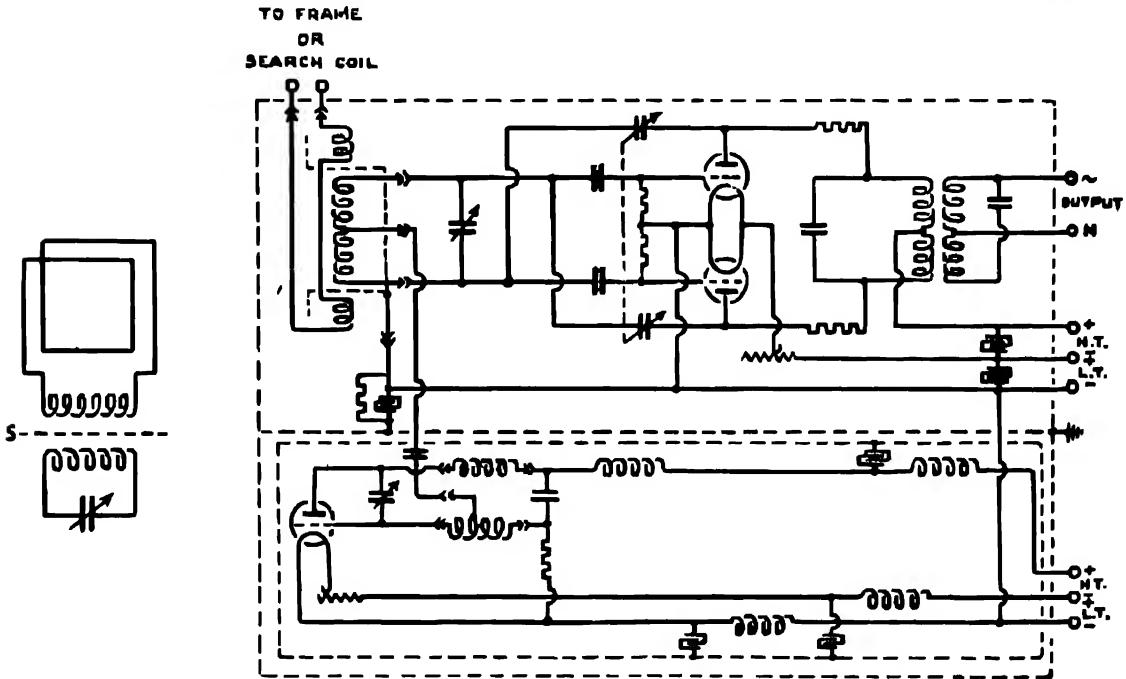 TO FRAME
OR
SEARCH COIL
~
OUTPUT
N
+
H.T.
∓
L.T.
-
S
+
H.T.
∓
L.T.
-